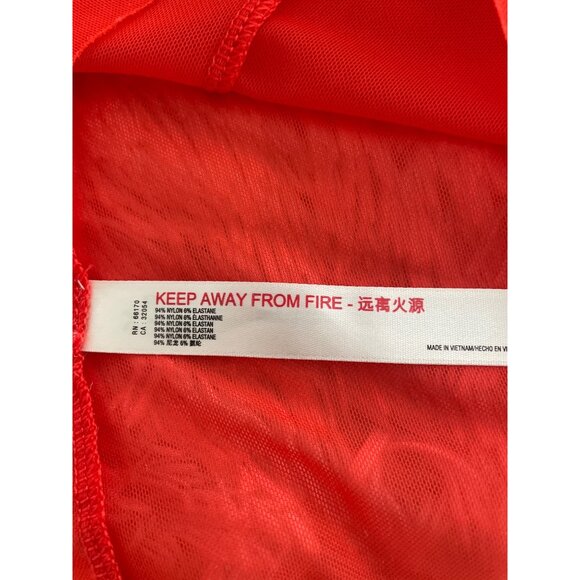 RN : 66170
CA : 32054
KEEP AWAY FROM FIRE - 远离火源
94% NYLON 6% ELASTANE
94% NYLON 6% ELASTHANNE
94% NYLON 6% ELASTAN
94% NYLON 6% ELASTAN
94% NYLON 6% ELASTANE
94% 尼龙 6% 氨纶
MADE IN VIETNAM/HECHO EN VI